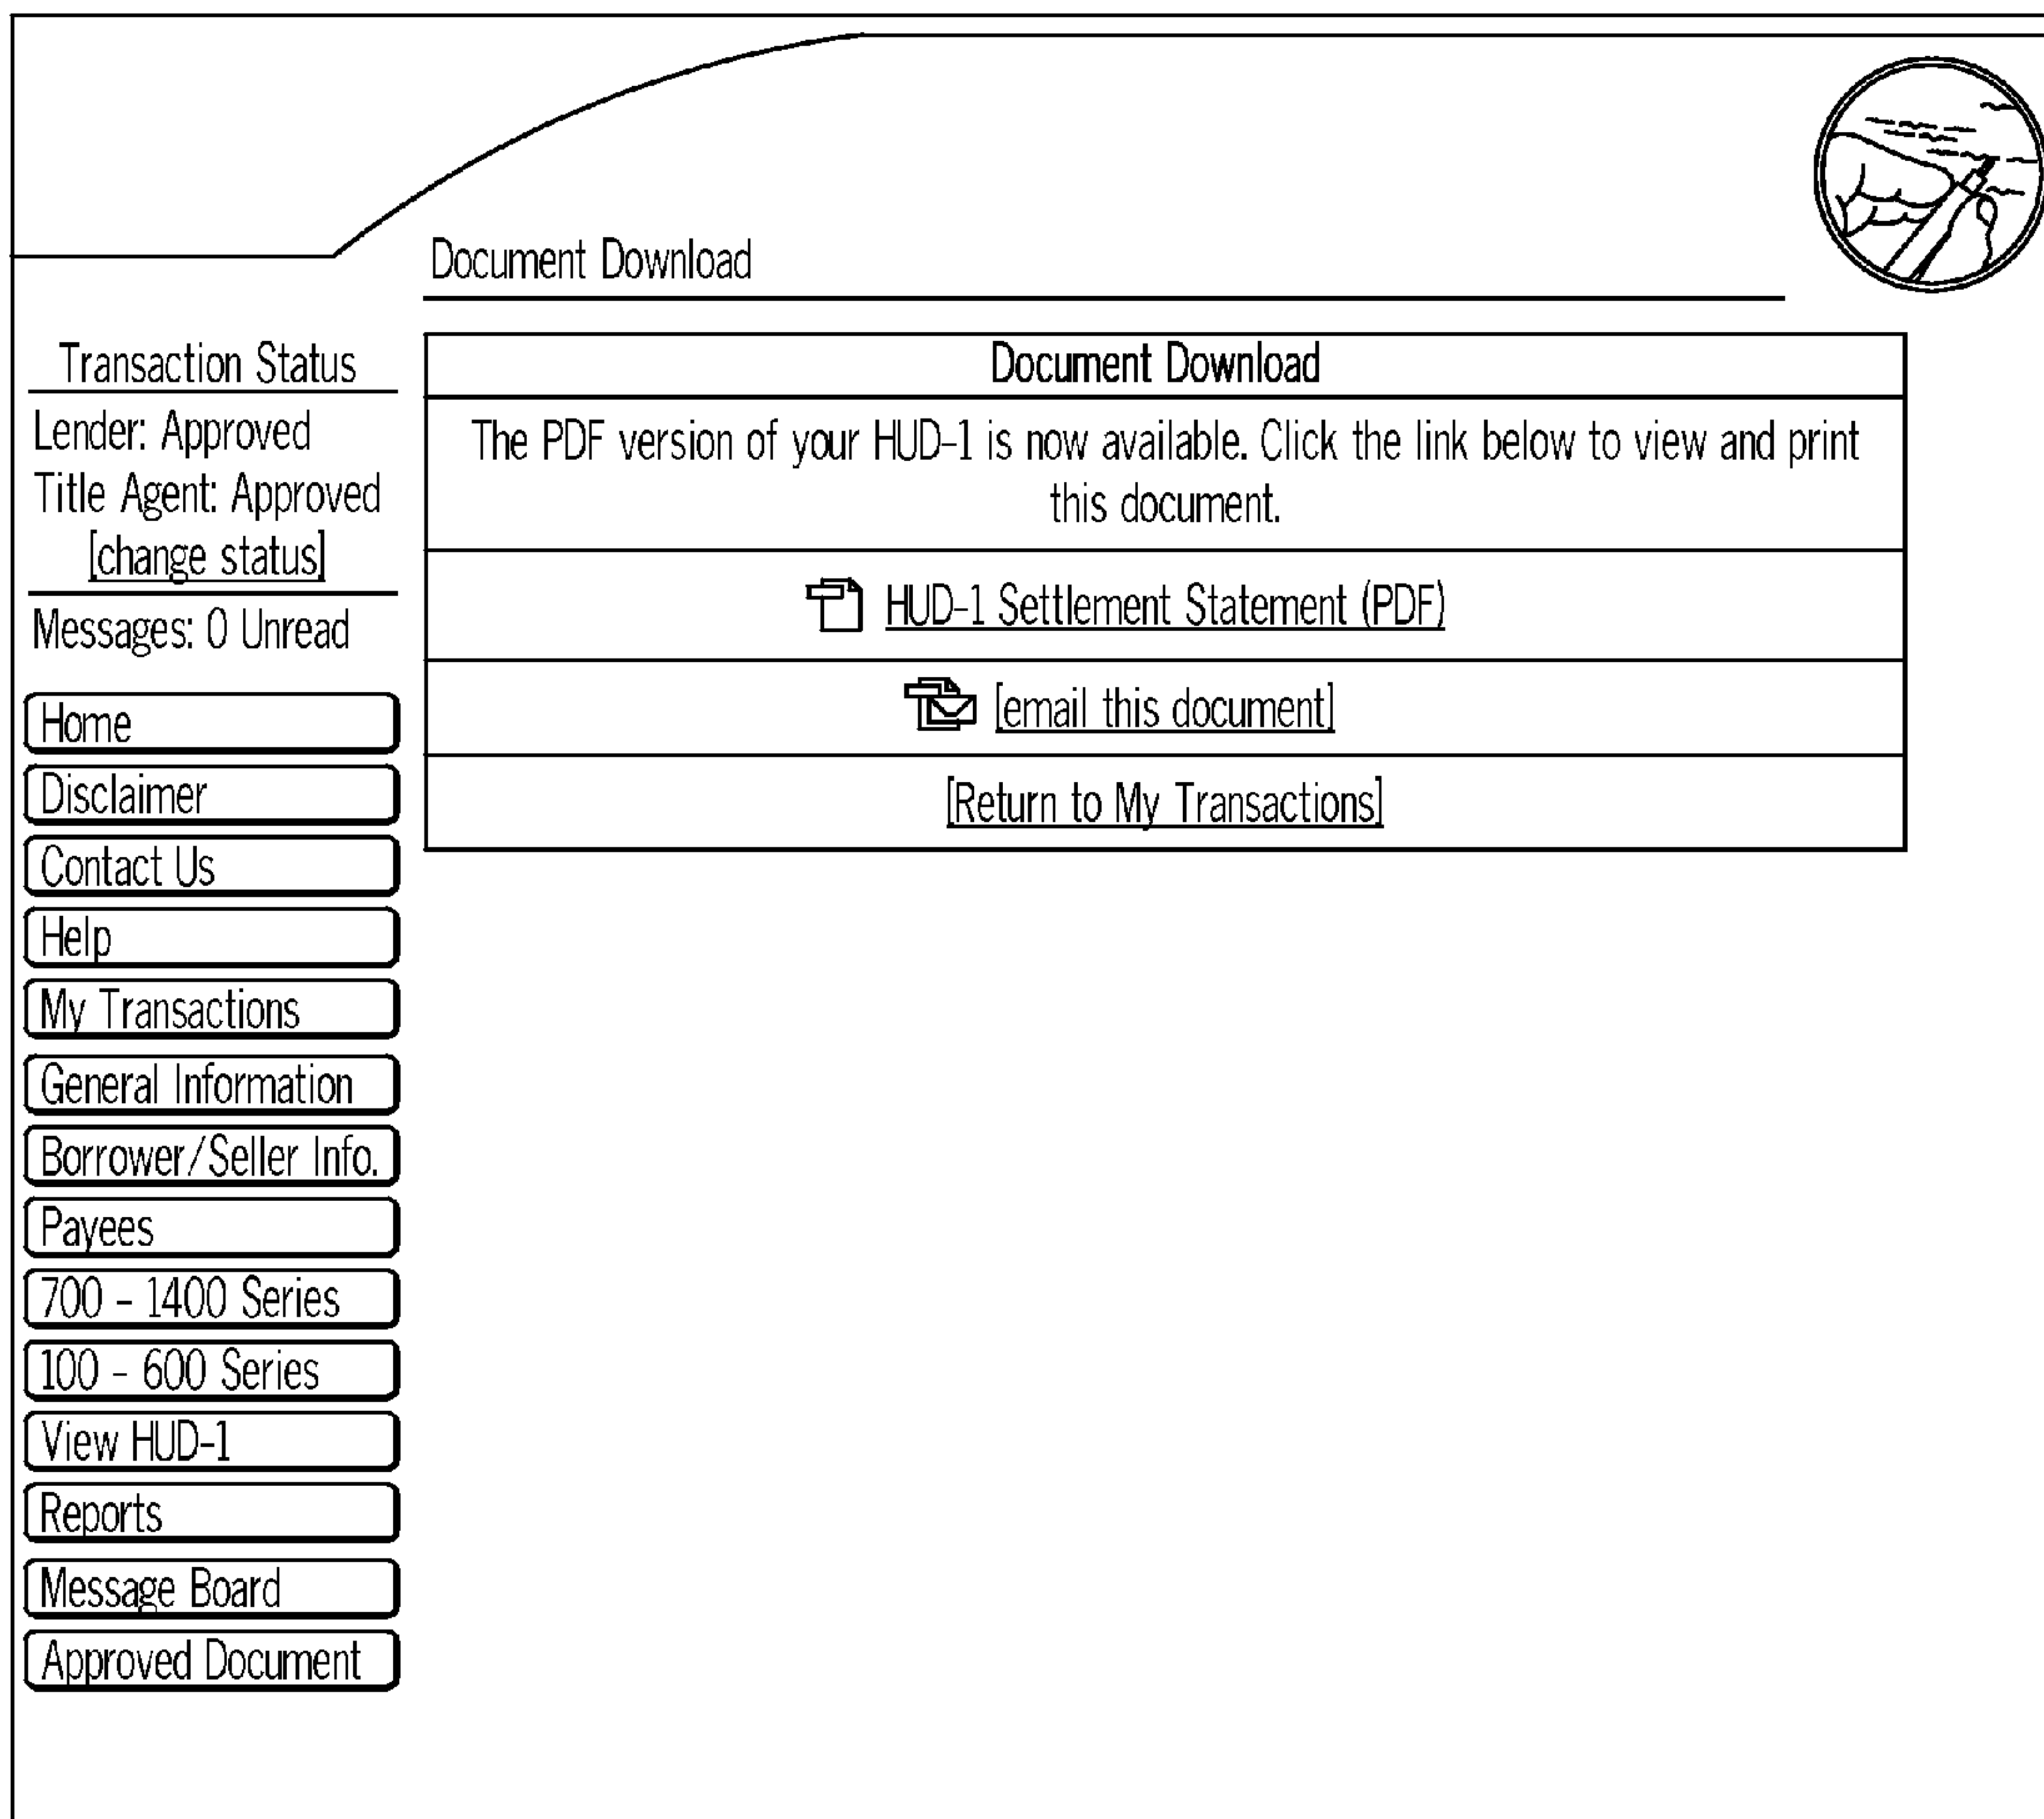 Document Download
Transaction Status
Lender: Approved
Title Agent: Approved
[change status]
Messages: 0 Unread
Home
Disclaimer
Contact Us
Help
My Transactions
General Information
Borrower/Seller Info.
Payees
700 – 1400 Series
100 – 600 Series
View HUD–1
Reports
Message Board
Approved Document
Document Download
The PDF version of your HUD–1 is now available. Click the link below to view and print
this document.
HUD–1 Settlement Statement (PDF)
[email this document]
[Return to My Transactions]